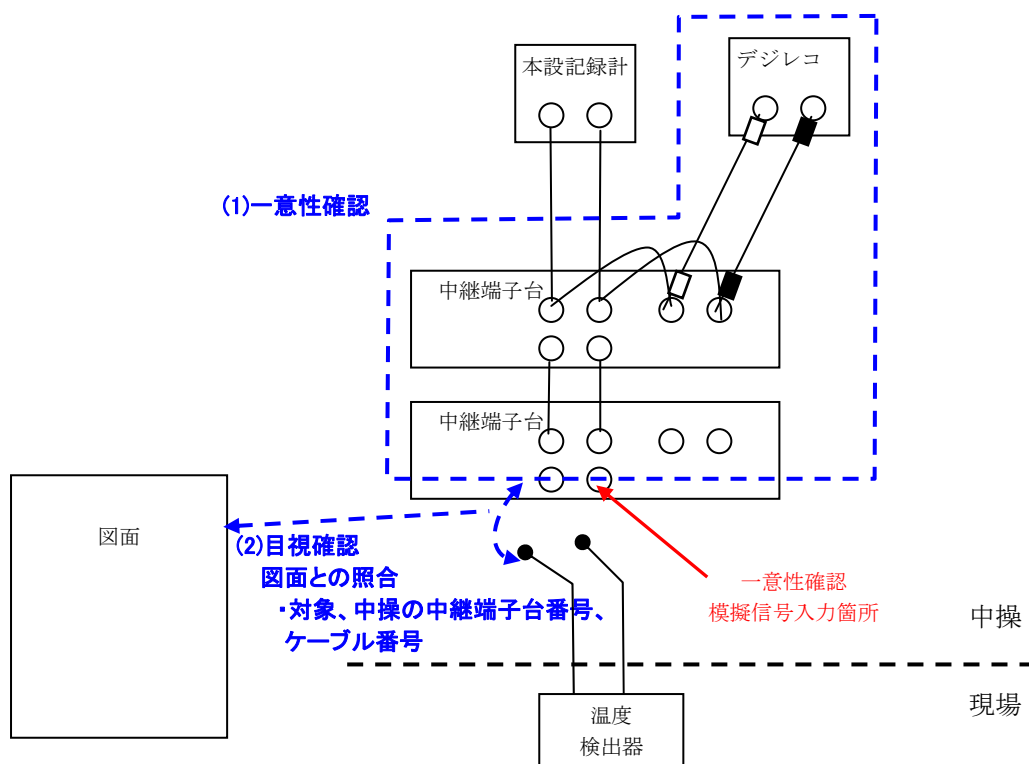 本設記録計
デジレコ
(1)一意性確認
中継端子台
中継端子台
図面
(2)目視確認
図面との照合
・対象、中操の中継端子台番号、
ケーブル番号
一意性確認
模擬信号入力箇所
中操
現場
温度
検出器